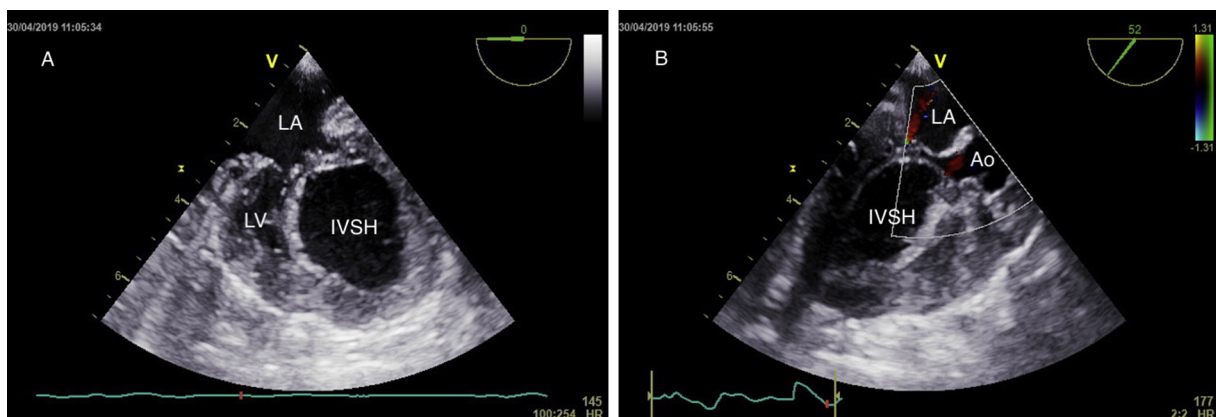 30/04/2019 11:05:34
A
V
0
LA
2
LV
IVSH
4
6
145
100:254 HR
30/04/2019 11:05:55
B
V
52
1.31
-1.31
LA
2
Ao
IVSH
4
6
177
2:2 HR